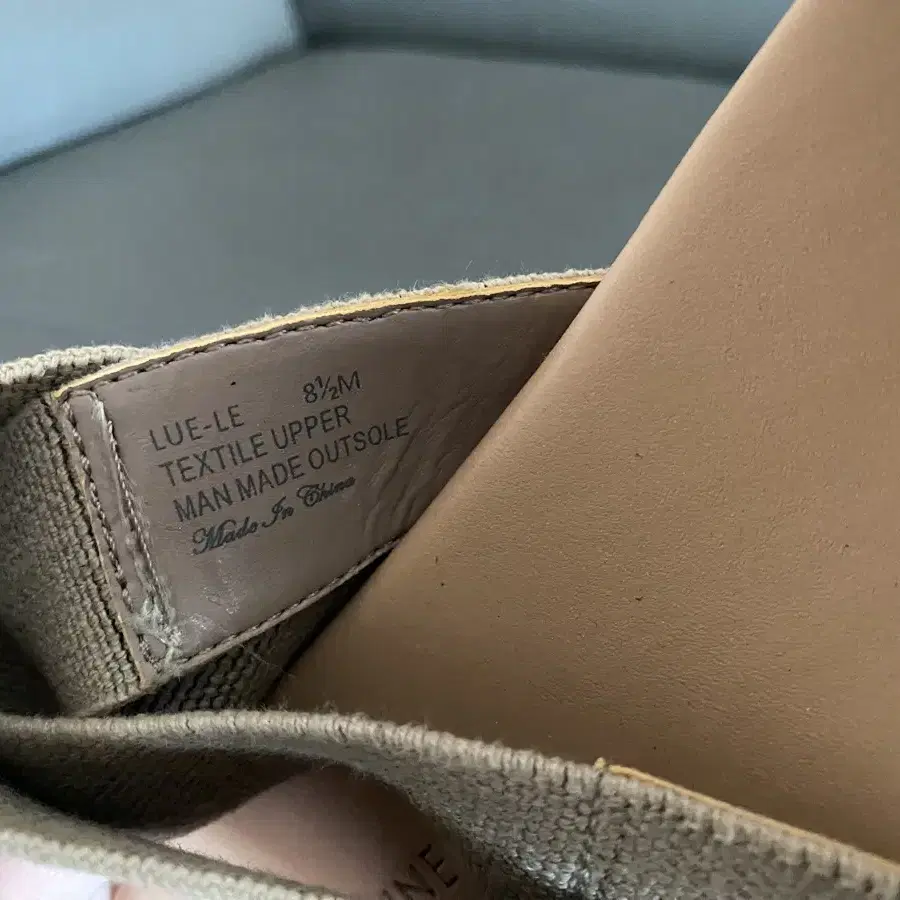 LUE-LE 8½M
TEXTILE UPPER
MAN MADE OUTSOLE
Made In China